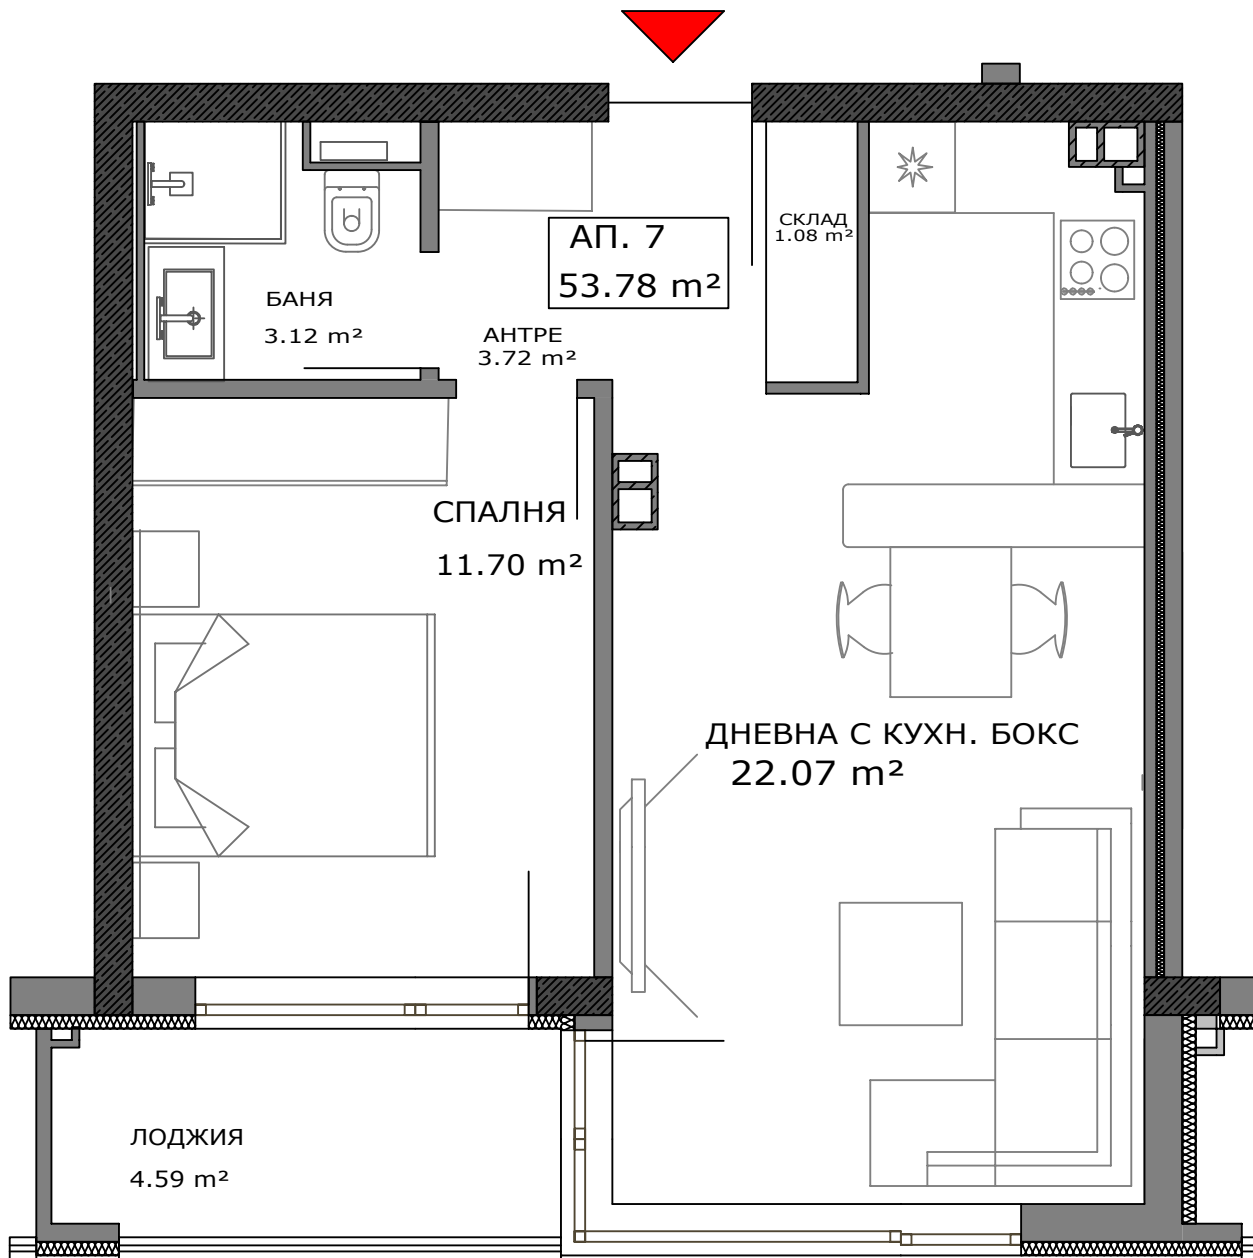 АП. 7
53.78 m²
СКЛАД
1.08 m²
БАНЯ
3.12 m²
АНТРЕ
3.72 m²
СПАЛНЯ
11.70 m²
ДНЕВНА С КУХН. БОКС
22.07 m²
ЛОДЖИЯ
4.59 m²